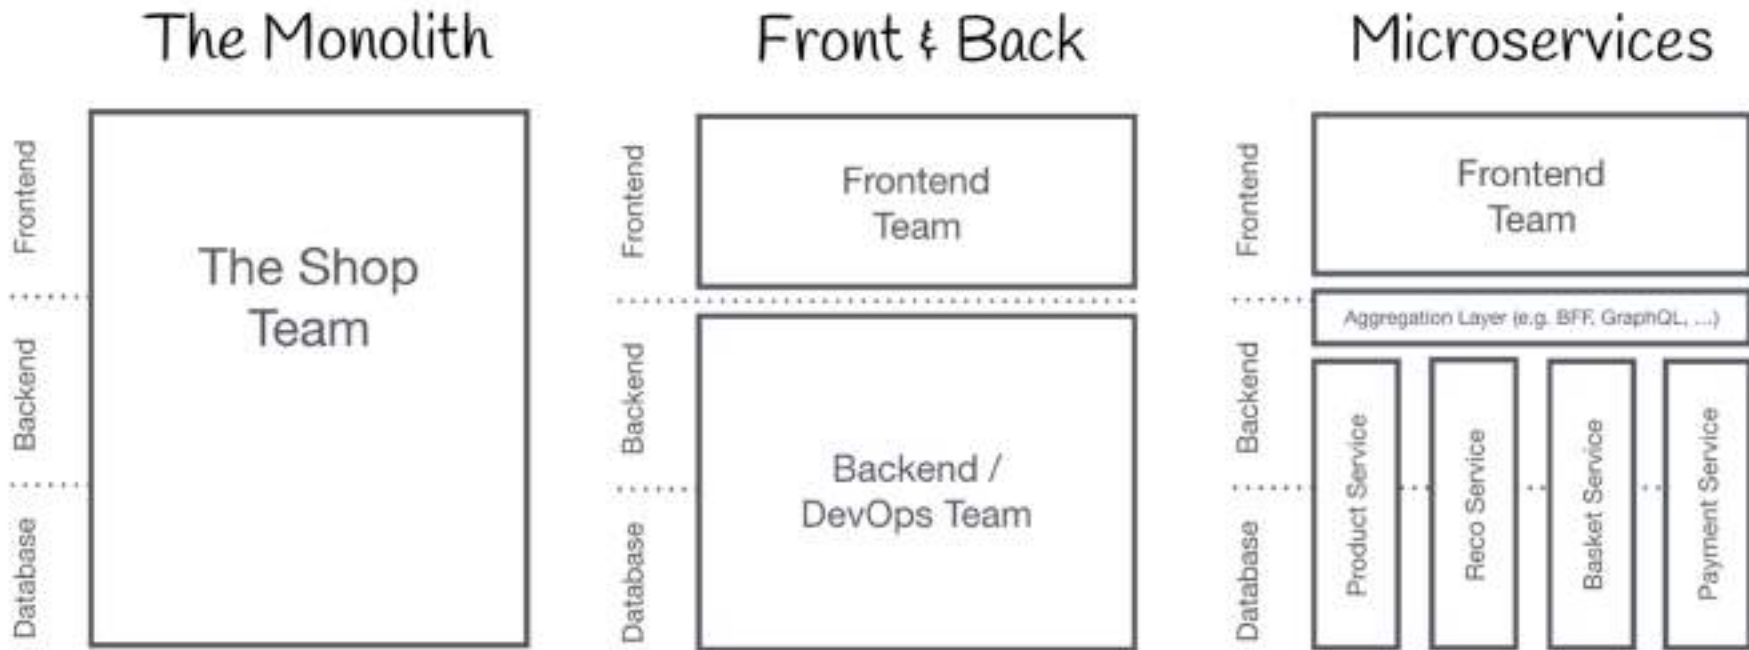 The Monolith
Frontend
Backend
Database
The Shop
Team
Front & Back
Frontend
Backend
Database
Frontend
Team
Backend /
DevOps Team
Microservices
Frontend
Backend
Database
Frontend
Team
Aggregation Layer (e.g. BFF, GraphQL, ...)
Product Service
Reco Service
Basket Service
Payment Service